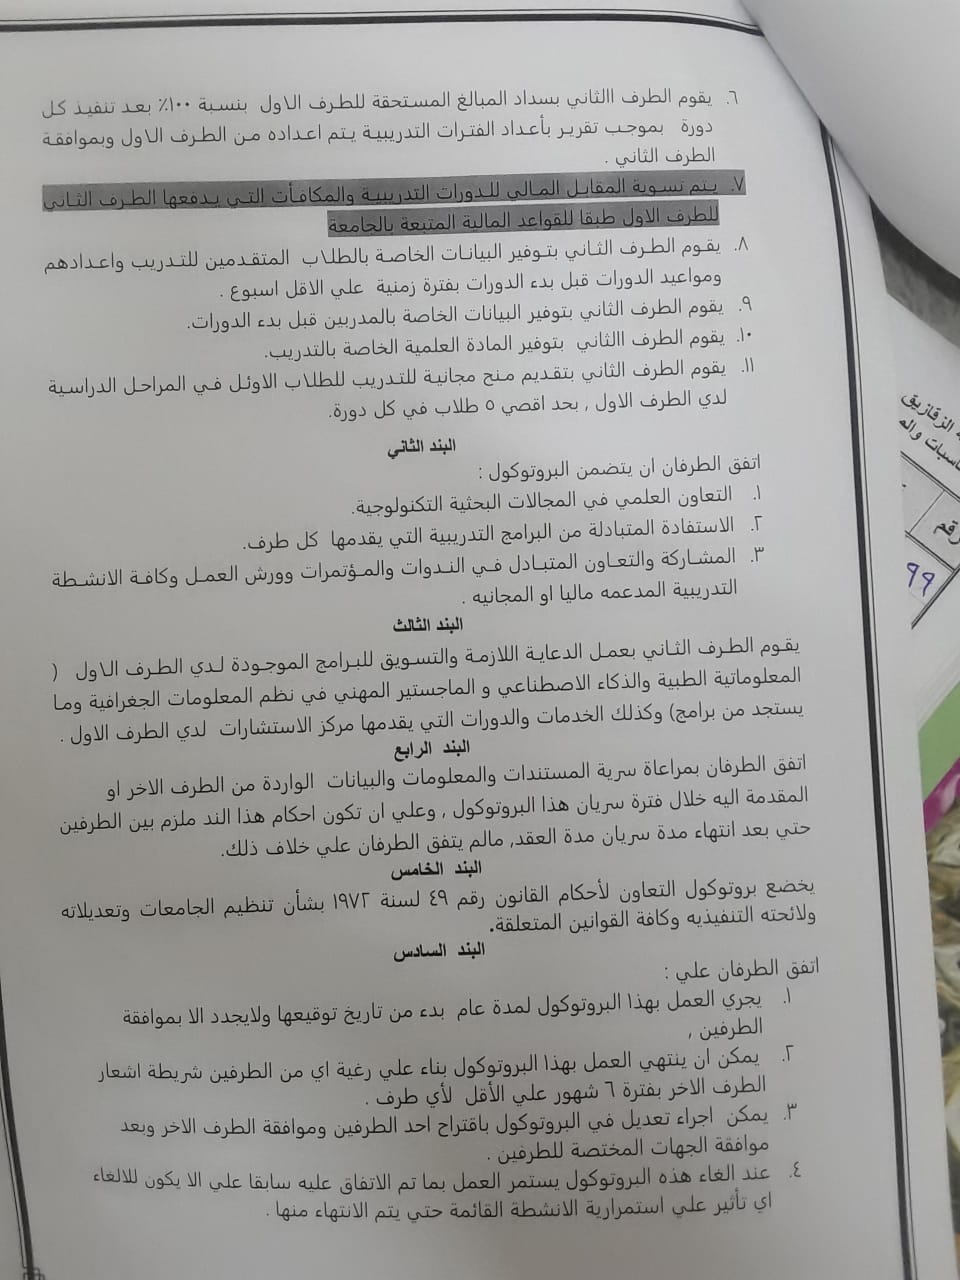 ٦. يقوم الطرف االثاني بسداد المبالغ المستحقة للطرف الاول بنسبة ١٠٠٪ بعد تنفيذ كل
دورة بموجب تقرير بأعداد الفترات التدريبية يتم اعداده من الطرف الاول وبموافقة
الطرف الثاني .
٧. يتم تسوية المقابل المالي للدورات التدريبية والمكافأت التي يدفعها الطرف الثاني
للطرف الاول طبقا للقواعد المالية المتبعة بالجامعة
٨. يقوم الطرف الثاني بتوفير البيانات الخاصة بالطلاب المتقدمين للتدريب واعدادهم
ومواعيد الدورات قبل بدء الدورات بفترة زمنية علي الاقل اسبوع .
٩. يقوم الطرف الثاني بتوفير البيانات الخاصة بالمدربين قبل بدء الدورات.
١٠. يقوم الطرف االثاني بتوفير المادة العلمية الخاصة بالتدريب.
١١. يقوم الطرف الثاني بتقديم منح مجانية للتدريب للطلاب الاوئل في المراحل الدراسية
لدي الطرف الاول , بحد اقصي ٥ طلاب في كل دورة.
البند الثاني
اتفق الطرفان ان يتضمن البروتوكول :
١. التعاون العلمي في المجالات البحثية التكنولوجية.
٢. الاستفادة المتبادلة من البرامج التدريبية التي يقدمها كل طرف.
٣. المشاركة والتعاون المتبادل في الندوات والمؤتمرات وورش العمل وكافة الانشطة
التدريبية المدعمه ماليا او المجانيه .
البند الثالث
يقوم الطرف الثاني بعمل الدعاية اللازمة والتسويق للبرامج الموجودة لدي الطرف الاول (
المعلوماتية الطبية والذكاء الاصطناعي و الماجستير المهني في نظم المعلومات الجغرافية وما
يستجد من برامج) وكذلك الخدمات والدورات التي يقدمها مركز الاستشارات لدي الطرف الاول .
البند الرابع
اتفق الطرفان بمراعاة سرية المستندات والمعلومات والبيانات الواردة من الطرف الاخر او
المقدمة اليه خلال فترة سريان هذا البروتوكول , وعلي ان تكون احكام هذا الند ملزم بين الطرفين
حتي بعد انتهاء مدة سريان مدة العقد, مالم يتفق الطرفان علي خلاف ذلك.
البند الخامس
يخضع بروتوكول التعاون لأحكام القانون رقم ٤٩ لسنة ١٩٧٢ بشأن تنظيم الجامعات وتعديلاته
ولائحته التنفيذيه وكافة القوانين المتعلقة.
البند السادس
اتفق الطرفان علي :
١. يجري العمل بهذا البروتوكول لمدة عام بدء من تاريخ توقيعها ولايجدد الا بموافقة
الطرفين ,
٢. يمكن ان ينتهي العمل بهذا البروتوكول بناء علي رغبة اي من الطرفين شريطة اشعار
الطرف الاخر بفترة ٦ شهور علي الأقل لأي طرف .
٣. يمكن اجراء تعديل في البروتوكول باقتراح احد الطرفين وموافقة الطرف الاخر وبعد
موافقة الجهات المختصة للطرفين .
٤. عند الغاء هذه البروتوكول يستمر العمل بما تم الاتفاق عليه سابقا علي الا يكون للالغاء
اي تأثير علي استمرارية الانشطة القائمة حتي يتم الانتهاء منها .
الزقازيق
رقم
٩٩